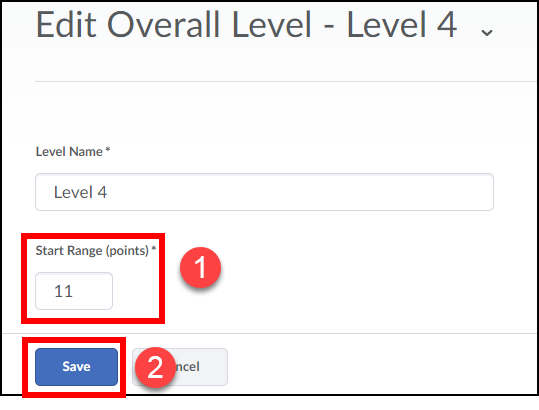 Edit Overall Level - Level 4
Level Name *
Level 4
Start Range (points) *
11
1
Save
2